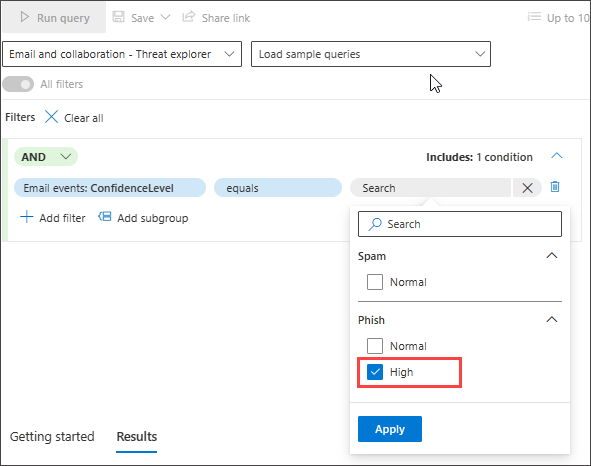 Run query Save Share link Up to 10
Email and collaboration - Threat explorer Load sample queries
All filters
Filters Clear all
AND Includes: 1 condition
Email events: ConfidenceLevel equals Search
Add filter Add subgroup
Search
Spam
Normal
Phish
Normal
High
Apply
Getting started Results